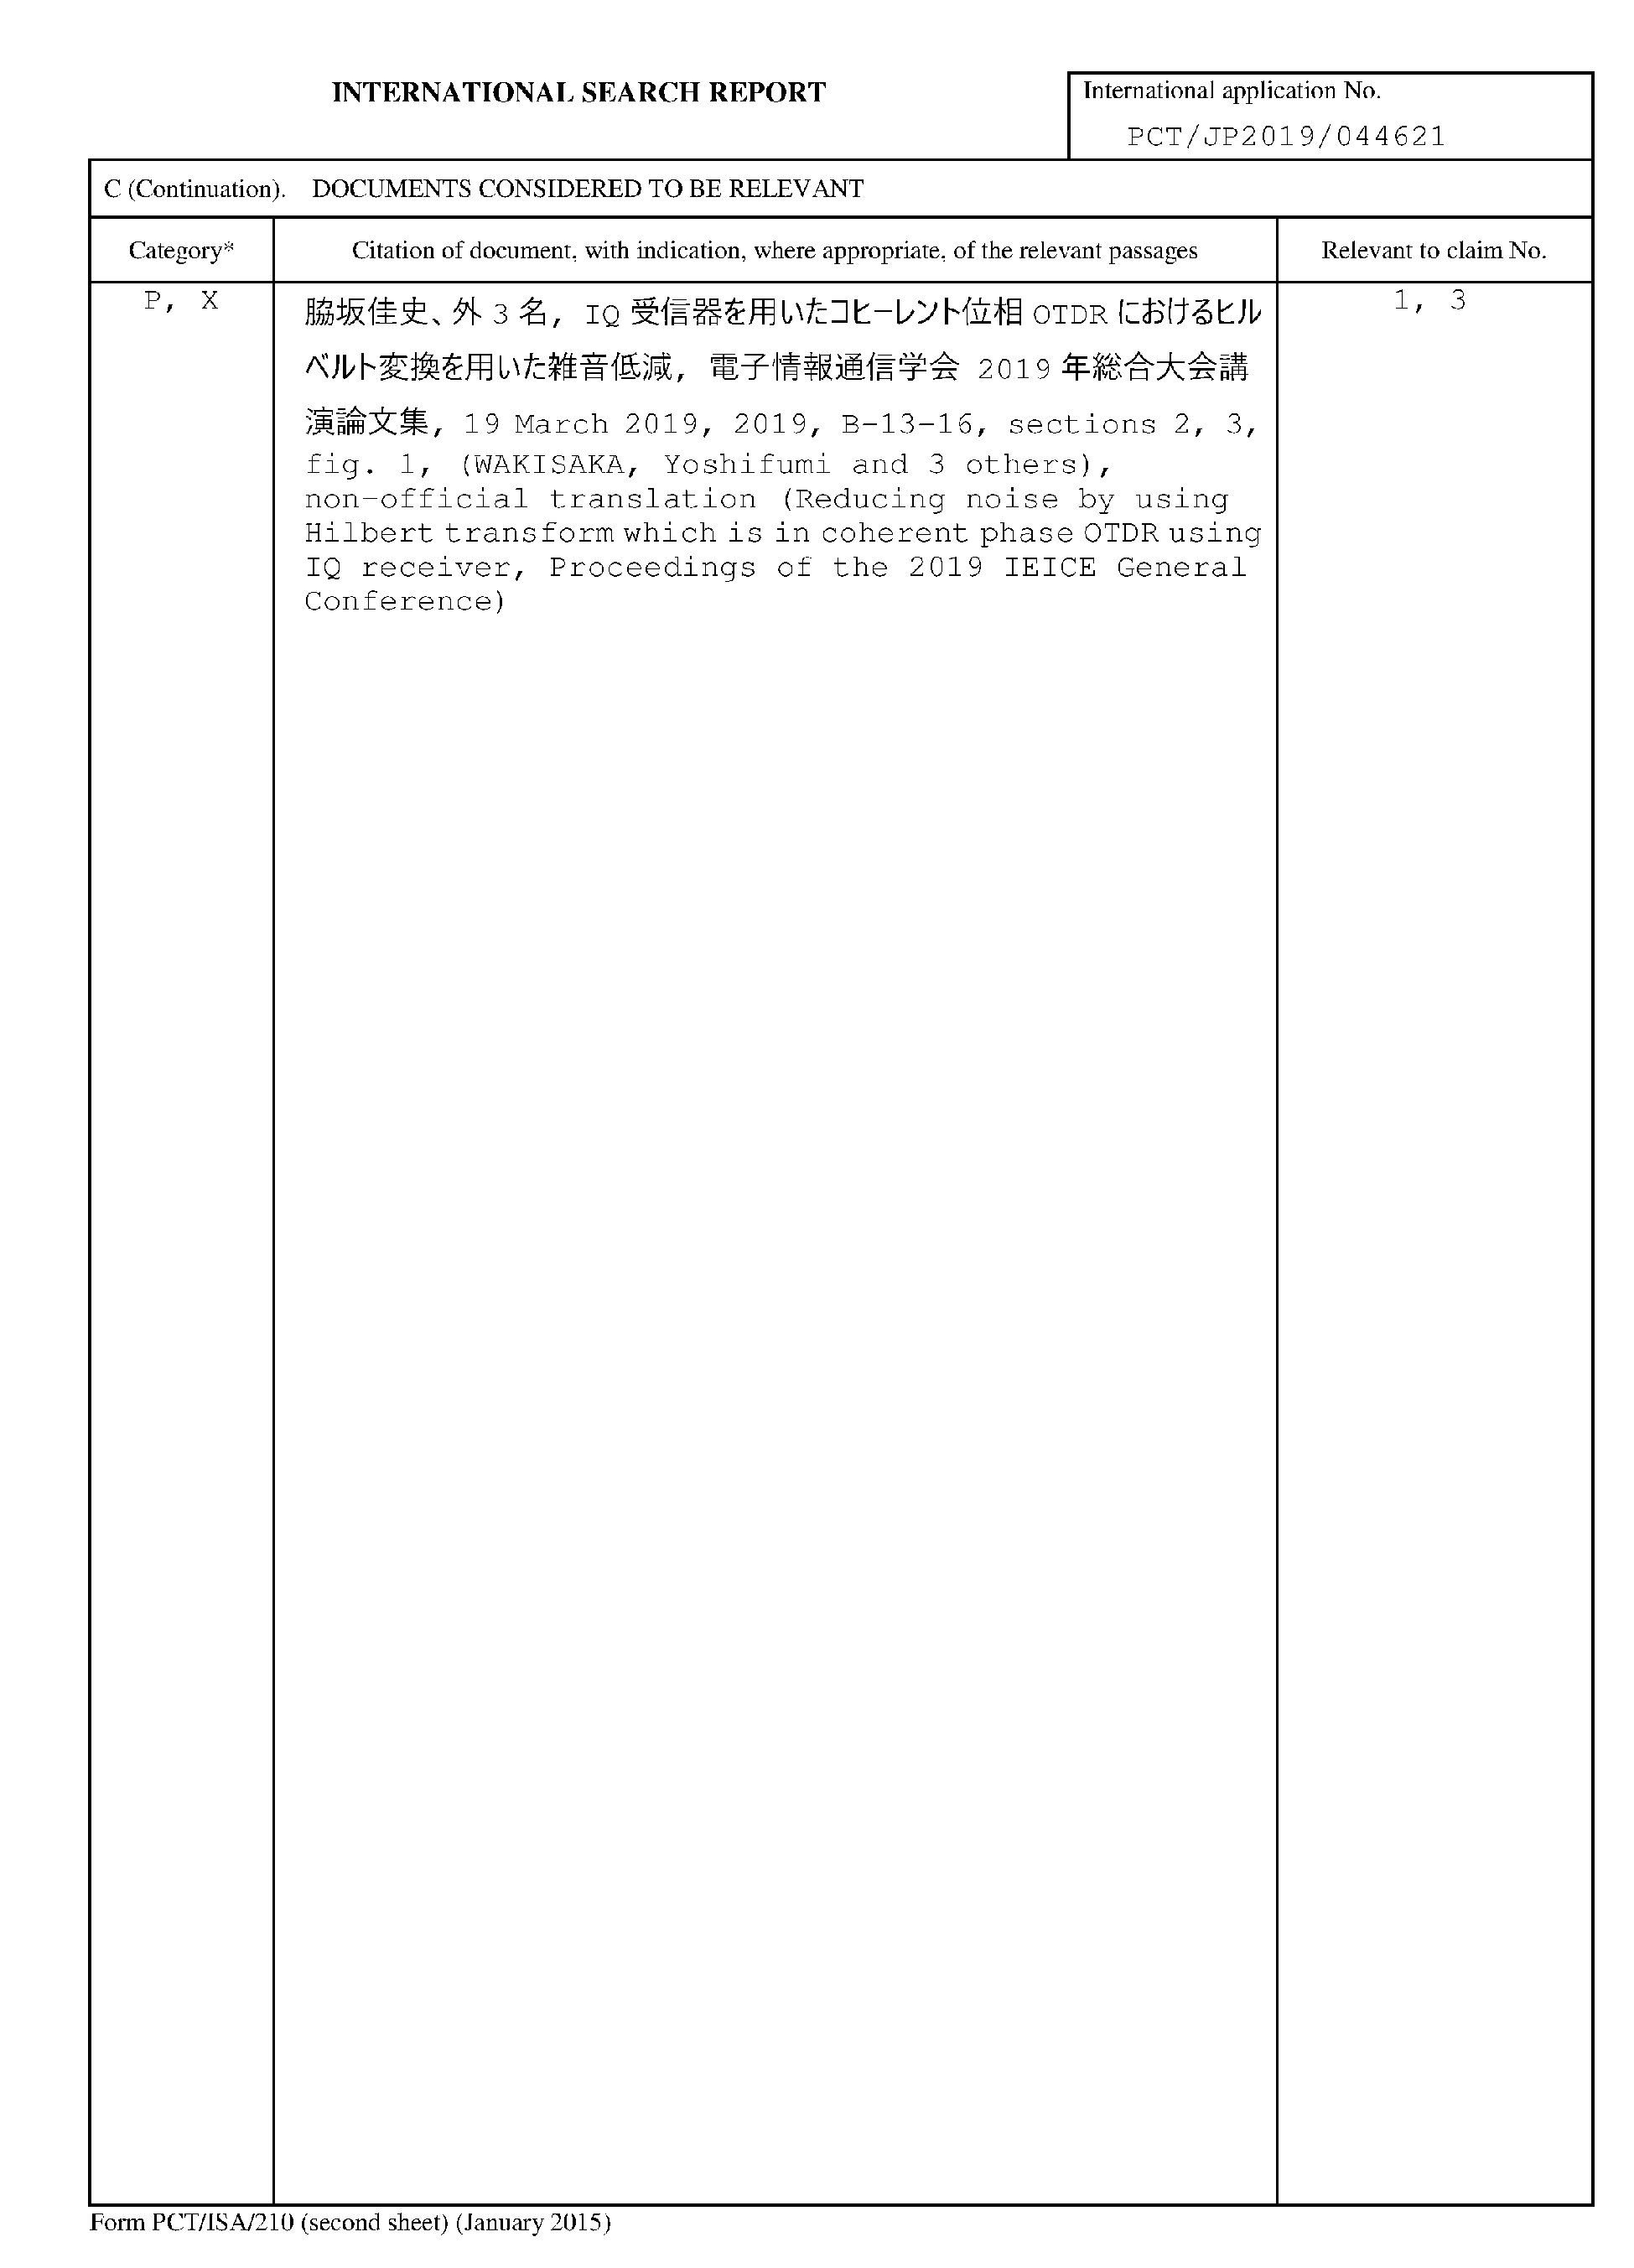 INTERNATIONAL SEARCH REPORT
International application No.
PCT/JP2019/044621
C (Continuation). DOCUMENTS CONSIDERED TO BE RELEVANT
Category*
Citation of document, with indication, where appropriate, of the relevant passages
Relevant to claim No.
P, X
脇坂佳史、外 3 名, IQ 受信器を用いたコヒーレント位相 OTDR におけるヒル
ベルト変換を用いた雑音低減, 電子情報通信学会 2019 年総合大会講
演論文集, 19 March 2019, 2019, B-13-16, sections 2, 3,
fig. 1, (WAKISAKA, Yoshifumi and 3 others),
non-official translation (Reducing noise by using
Hilbert transform which is in coherent phase OTDR using
IQ receiver, Proceedings of the 2019 IEICE General
Conference)
1, 3
Form PCT/ISA/210 (second sheet) (January 2015)